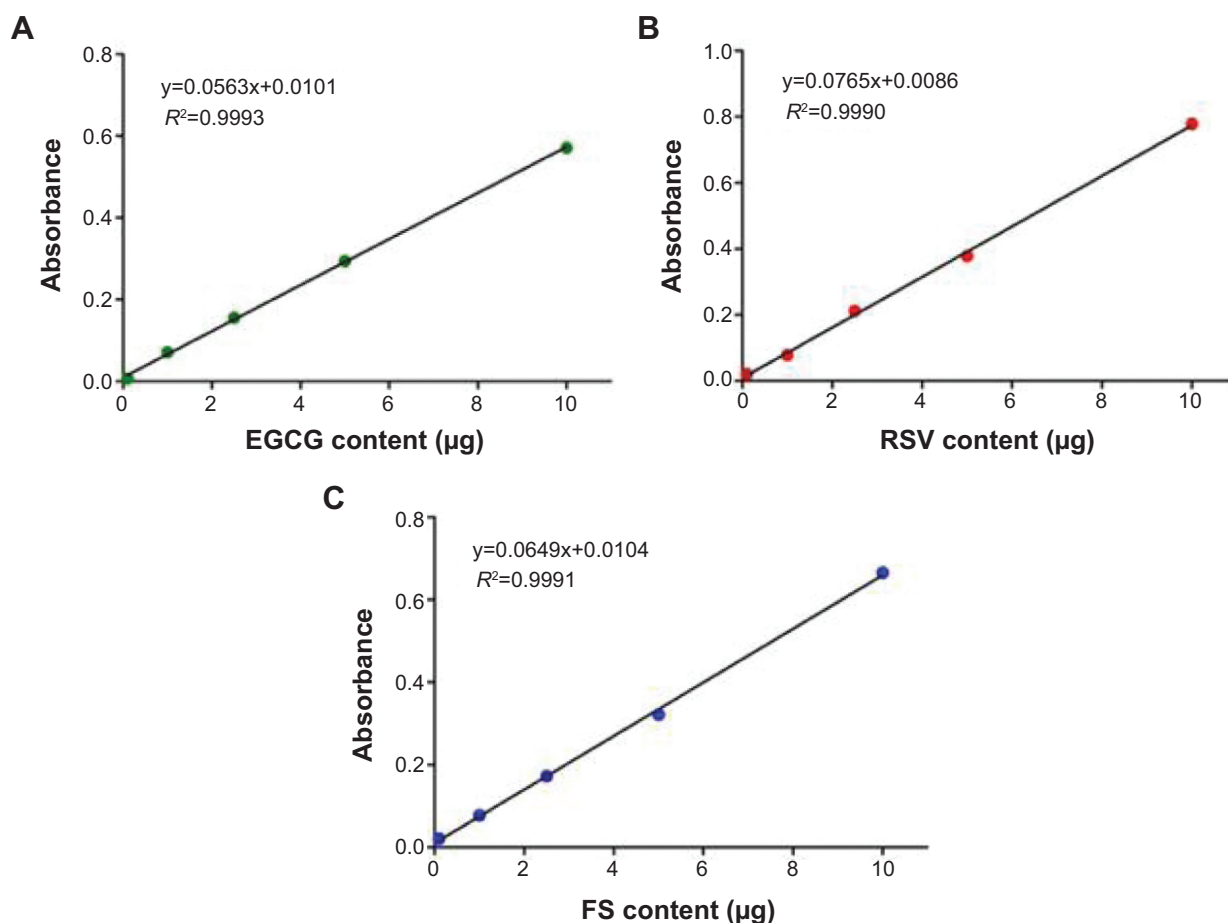 A
0.8
0.6
0.4
0.2
0.0
Absorbance
y=0.0563x+0.0101
R²=0.9993
0 2 4 6 8 10
EGCG content (µg)
B
1.0
0.8
0.6
0.4
0.2
0.0
Absorbance
y=0.0765x+0.0086
R²=0.9990
0 2 4 6 8 10
RSV content (µg)
C
0.8
0.6
0.4
0.2
0.0
Absorbance
y=0.0649x+0.0104
R²=0.9991
0 2 4 6 8 10
FS content (µg)